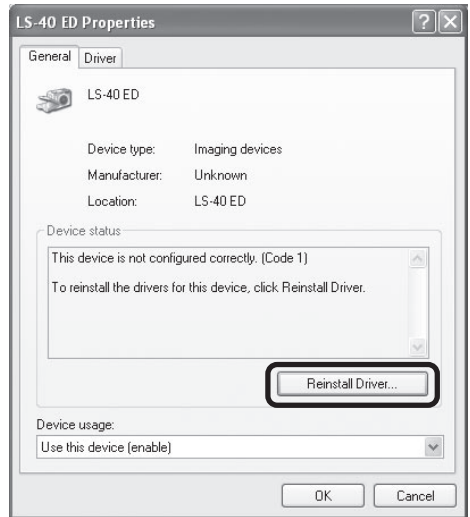 LS-40 ED Properties
General Driver
LS-40 ED
Device type: Imaging devices
Manufacturer: Unknown
Location: LS-40 ED
Device status
This device is not configured correctly. (Code 1)
To reinstall the drivers for this device, click Reinstall Driver.
Reinstall Driver...
Device usage:
Use this device (enable)
OK Cancel